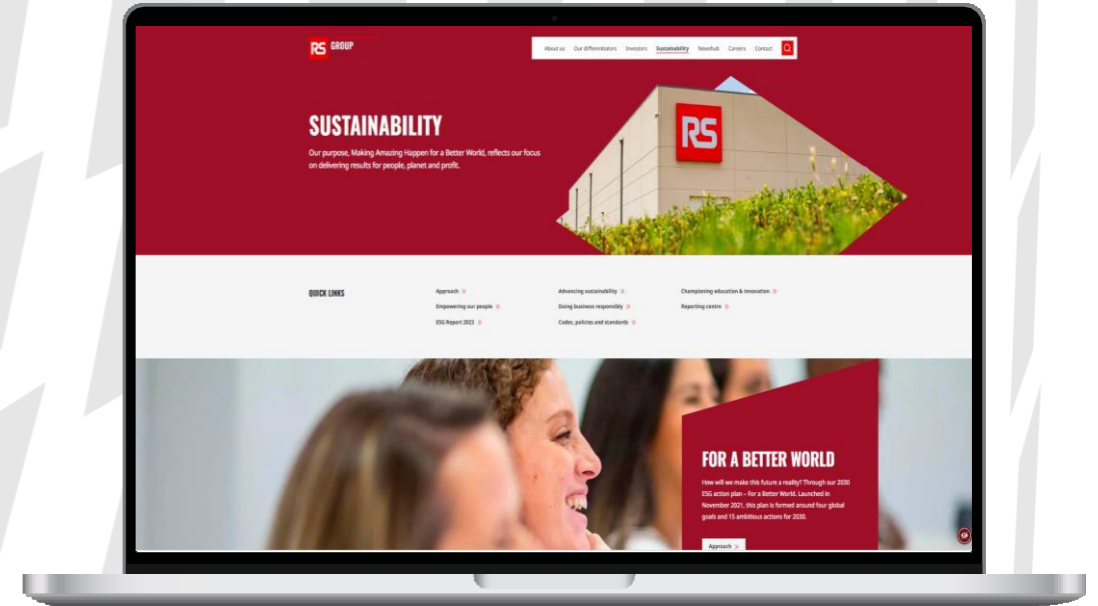 RS GROUP
About us Our differentiators Investors Sustainability Newshub Careers Contact
SUSTAINABILITY
RS
Our purpose, Making Amazing Happen for a Better World, reflects our focus
on delivering results for people, planet and profit.
QUICK LINKS
Approach »
Advancing sustainability »
Championing education & innovation »
Empowering our people »
Doing business responsibly »
Reporting centre »
ESG Report 2023 »
Codes, policies and standards »
FOR A BETTER WORLD
How will we make this future a reality? Through our 2030
ESG action plan – For a Better World. Launched in
November 2021, this plan is formed around four global
goals and 15 ambitious actions for 2030.
Approach »